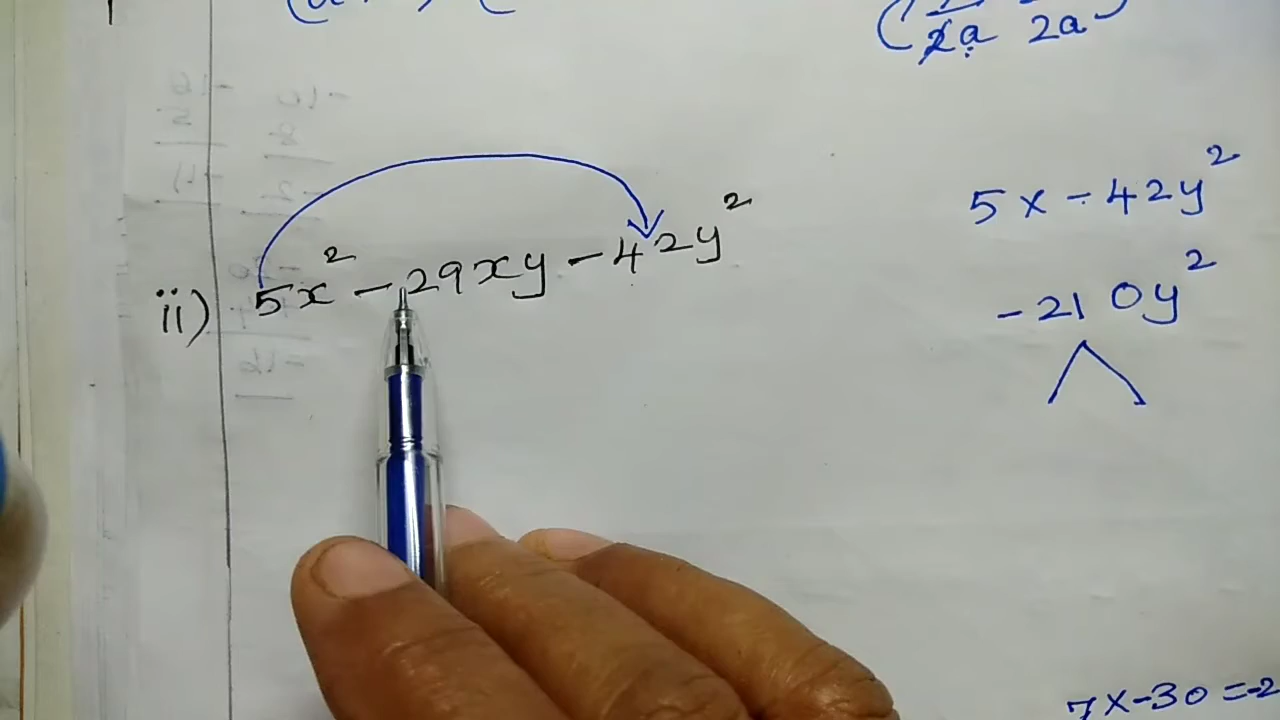 2a 2a
5x - 42y²
ii) 5x² - 29xy - 42y²
- 210y²
7x-30 = -2